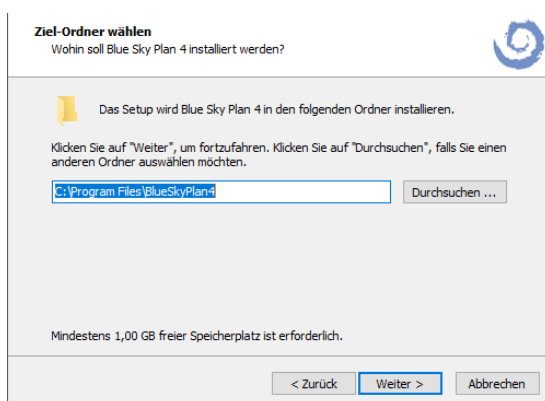 Ziel-Ordner wählen
Wohin soll Blue Sky Plan 4 installiert werden?
Das Setup wird Blue Sky Plan 4 in den folgenden Ordner installieren.
Klicken Sie auf "Weiter", um fortzufahren. Klicken Sie auf "Durchsuchen", falls Sie einen
anderen Ordner auswählen möchten.
C:\Program Files\BlueSkyPlan4
Durchsuchen ...
Mindestens 1,00 GB freier Speicherplatz ist erforderlich.
< Zurück
Weiter >
Abbrechen